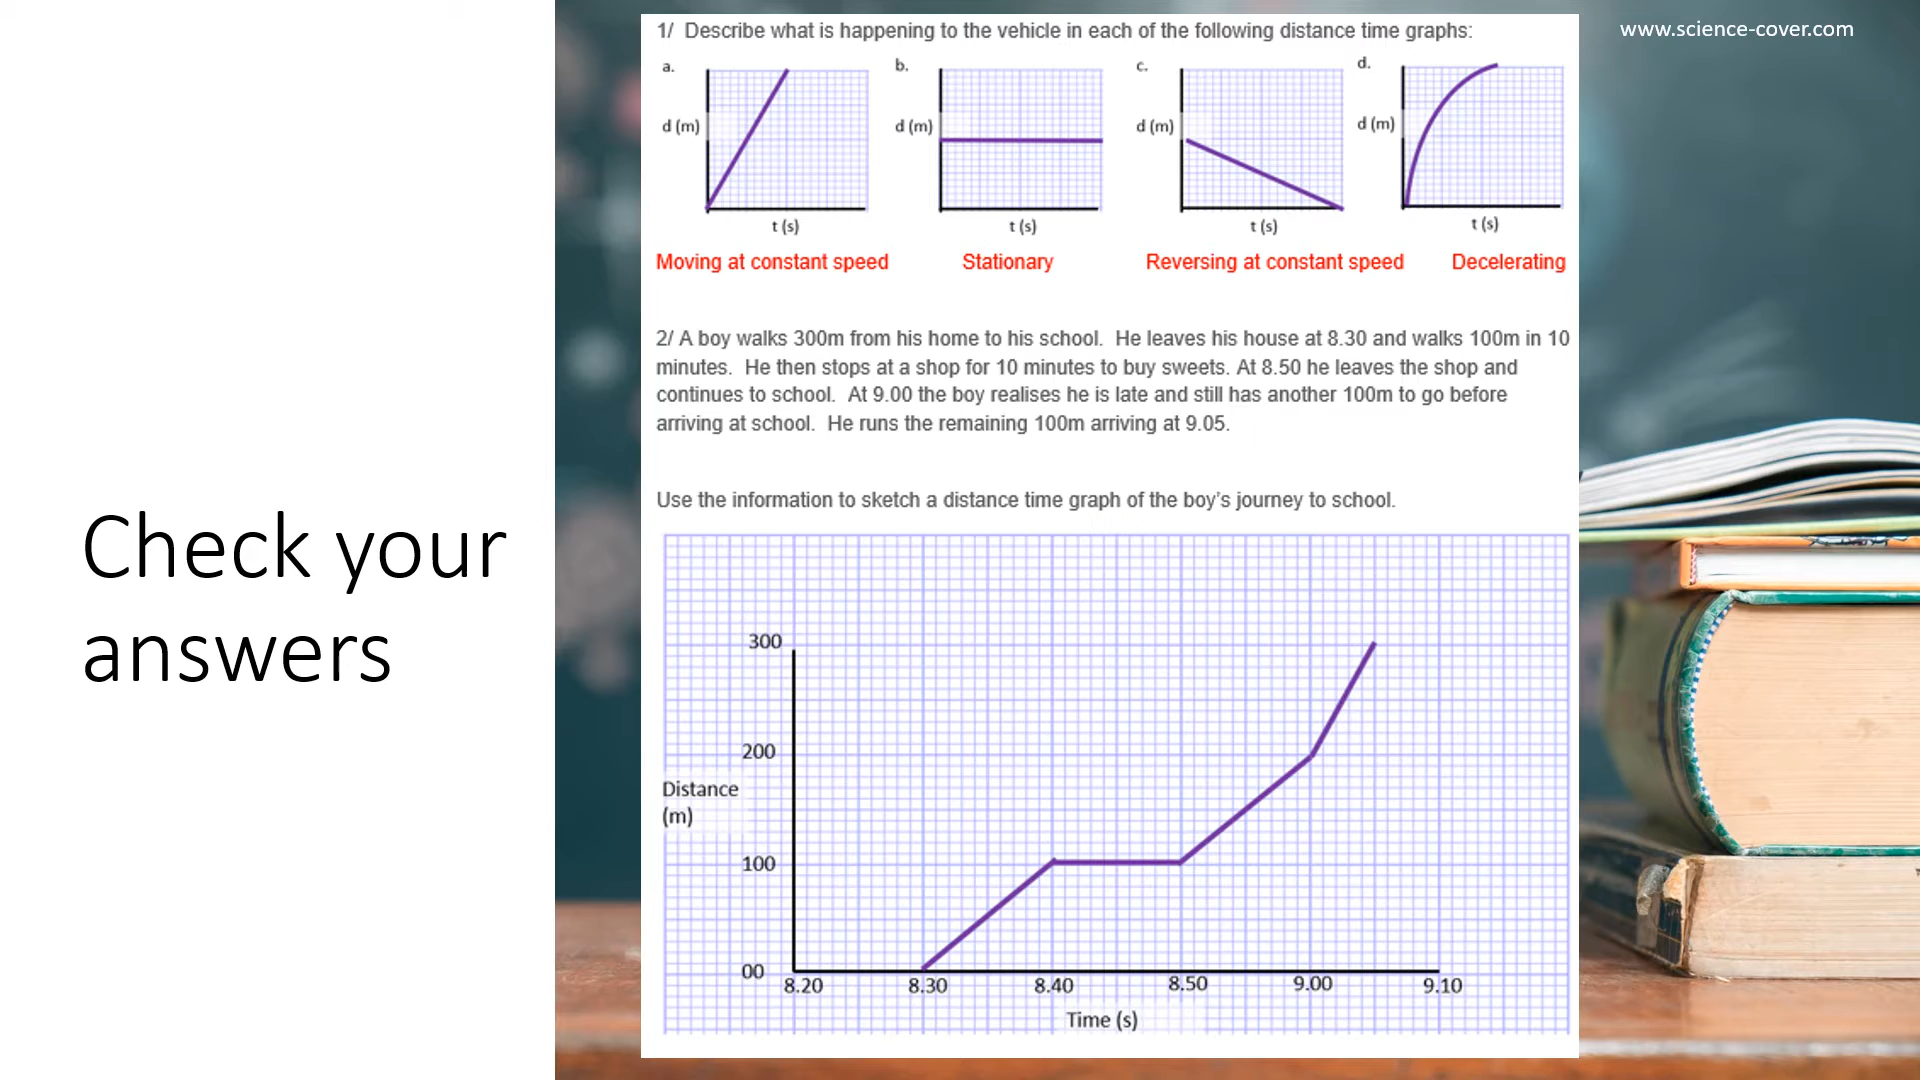 www.science-cover.com
Check your
answers
1/ Describe what is happening to the vehicle in each of the following distance time graphs:
a.
b.
c.
d.
d (m)
d (m)
d (m)
d (m)
t (s)
t (s)
t (s)
t (s)
Moving at constant speed
Stationary
Reversing at constant speed
Decelerating
2/ A boy walks 300m from his home to his school. He leaves his house at 8.30 and walks 100m in 10
minutes. He then stops at a shop for 10 minutes to buy sweets. At 8.50 he leaves the shop and
continues to school. At 9.00 the boy realises he is late and still has another 100m to go before
arriving at school. He runs the remaining 100m arriving at 9.05.
Use the information to sketch a distance time graph of the boy's journey to school.
300
200
Distance
(m)
100
00
8.20
8.30
8.40
8.50
9.00
9.10
Time (s)